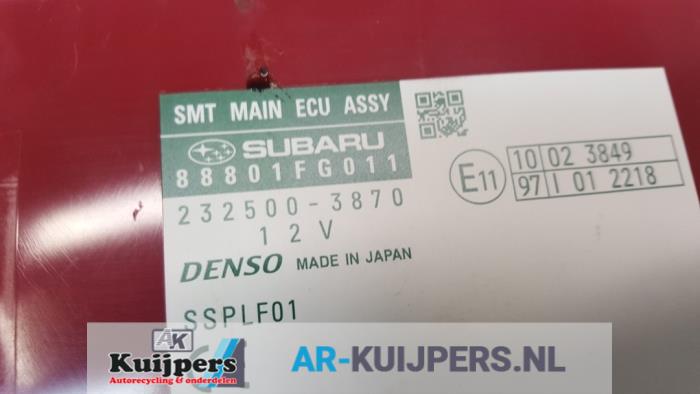 SMT MAIN ECU ASSY
SUBARU
88801FG011
232500-3870
12V
DENSO MADE IN JAPAN
SSPLF01
E11
10 02 3849
97 I 01 2218
AK
Kuijpers
Autorecycling & onderdelen
AR-KUIJPERS.NL